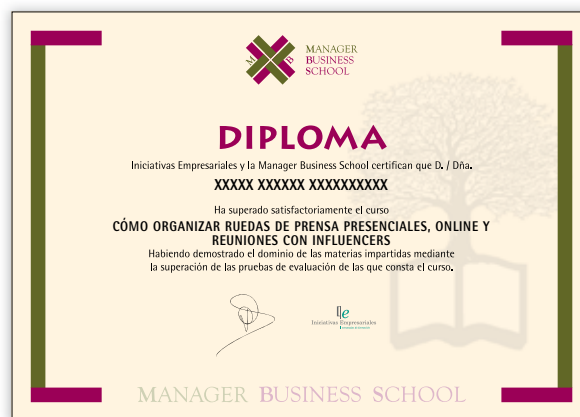 M B
MANAGER
BUSINESS
SCHOOL
DIPLOMA
Iniciativas Empresariales y la Manager Business School certifican que D. / Dña.
XXXXX XXXXXX XXXXXXXXXX
Ha superado satisfactoriamente el curso
CÓMO ORGANIZAR RUEDAS DE PRENSA PRESENCIALES, ONLINE Y
REUNIONES CON INFLUENCERS
Habiendo demostrado el dominio de las materias impartidas mediante
la superación de las pruebas de evaluación de las que consta el curso.
Iniciativas Empresariales
MANAGER BUSINESS SCHOOL